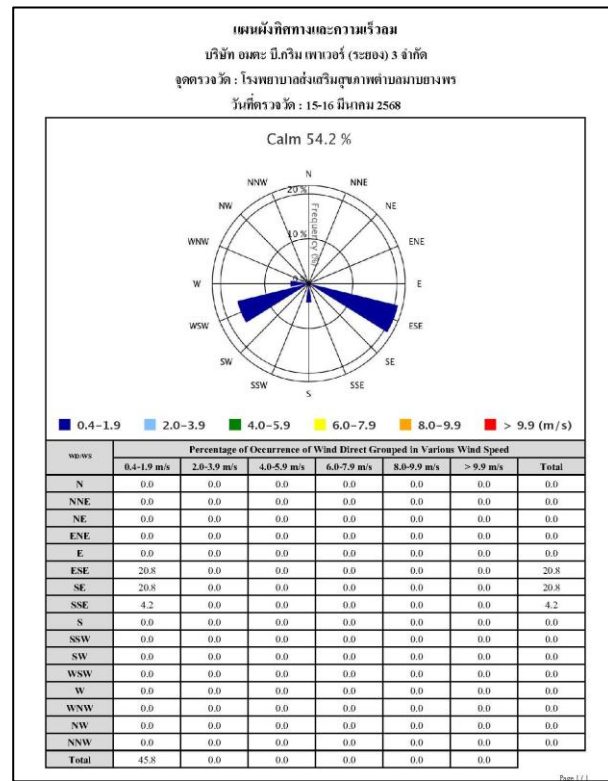 แผนผังทิศทางและความเร็วลม
บริษัท อมตะ บี.กริม เพาเวอร์ (ระยอง) 3 จำกัด
จุดตรวจวัด : โรงพยาบาลส่งเสริมสุขภาพตำบลมาบยางพร
วันที่ตรวจวัด : 15-16 มีนาคม 2568
Calm 54.2 %
N
NNW
NNE
20 %
NW
NE
Frequency (%)
WNW
10 %
ENE
W
E
WSW
ESE
SW
SE
SSW
SSE
S
0.4-1.9 2.0-3.9 4.0-5.9 6.0-7.9 8.0-9.9 > 9.9 (m/s)
WD/WS Percentage of Occurrence of Wind Direct Grouped in Various Wind Speed
0.4-1.9 m/s 2.0-3.9 m/s 4.0-5.9 m/s 6.0-7.9 m/s 8.0-9.9 m/s > 9.9 m/s Total
N 0.0 0.0 0.0 0.0 0.0 0.0 0.0
NNE 0.0 0.0 0.0 0.0 0.0 0.0 0.0
NE 0.0 0.0 0.0 0.0 0.0 0.0 0.0
ENE 0.0 0.0 0.0 0.0 0.0 0.0 0.0
E 0.0 0.0 0.0 0.0 0.0 0.0 0.0
ESE 20.8 0.0 0.0 0.0 0.0 0.0 20.8
SE 20.8 0.0 0.0 0.0 0.0 0.0 20.8
SSE 4.2 0.0 0.0 0.0 0.0 0.0 4.2
S 0.0 0.0 0.0 0.0 0.0 0.0 0.0
SSW 0.0 0.0 0.0 0.0 0.0 0.0 0.0
SW 0.0 0.0 0.0 0.0 0.0 0.0 0.0
WSW 0.0 0.0 0.0 0.0 0.0 0.0 0.0
W 0.0 0.0 0.0 0.0 0.0 0.0 0.0
WNW 0.0 0.0 0.0 0.0 0.0 0.0 0.0
NW 0.0 0.0 0.0 0.0 0.0 0.0 0.0
NNW 0.0 0.0 0.0 0.0 0.0 0.0 0.0
Total 45.8 0.0 0.0 0.0 0.0 0.0
Page 1 / 1